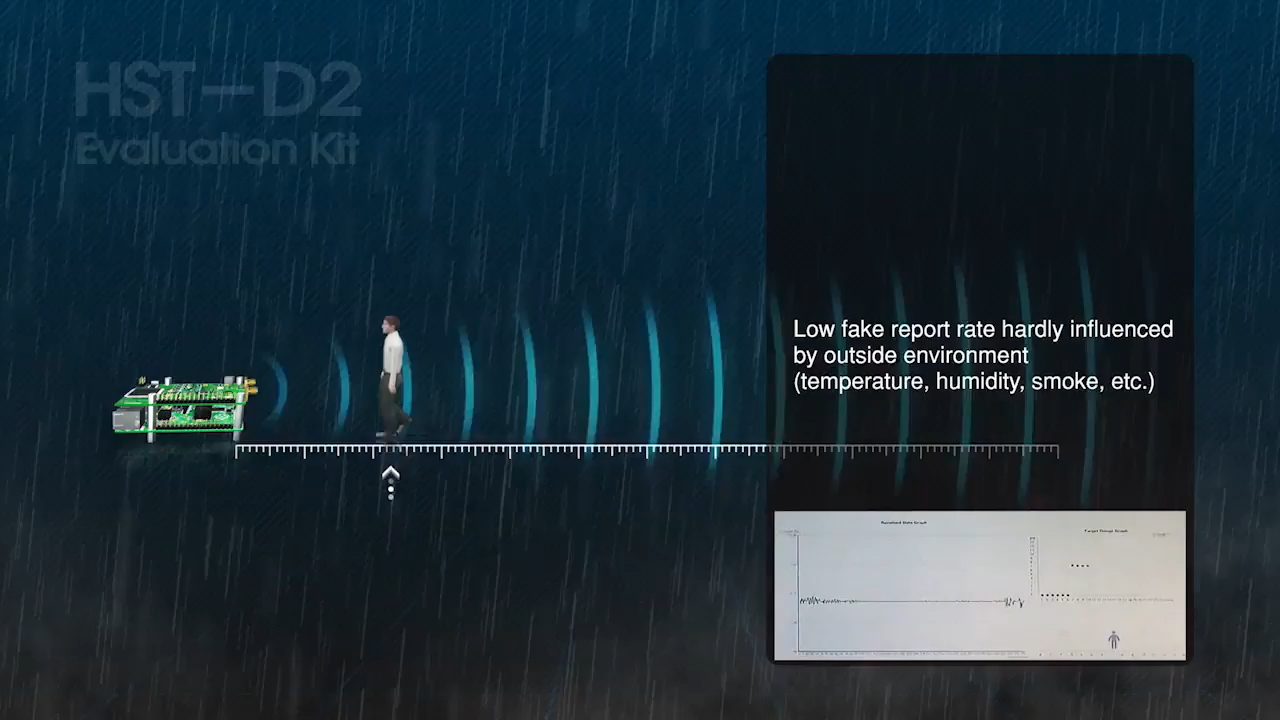 HST-D2
Evaluation Kit
Low fake report rate hardly influenced
by outside environment
(temperature, humidity, smoke, etc.)
Target Range Graph